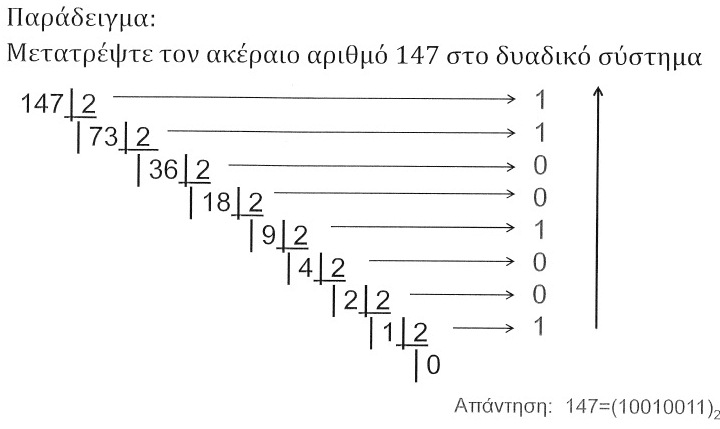 Παράδειγμα:
Μετατρέψτε τον ακέραιο αριθμό 147 στο δυαδικό σύστημα
147 2 1
73 2 1
36 2 0
18 2 0
9 2 1
4 2 0
2 2 0
1 2 1
0
Απάντηση: 147=(10010011)₂